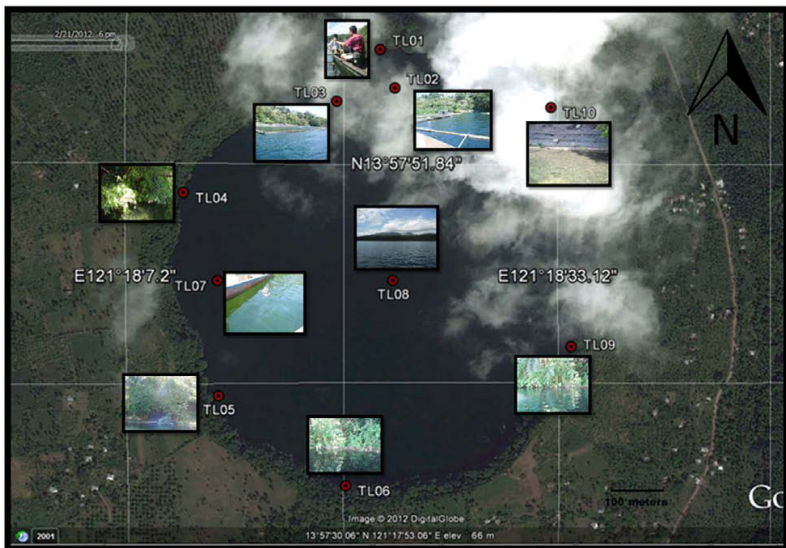 2/21/2012 6 pm
TL01
TL02
TL03
TL10
N
N13°57'51.84"
TL04
E121°18'7.2"
E121°18'33.12"
TL07
TL08
TL09
TL05
TL06
100 meters
Go
Image © 2012 DigitalGlobe
2001
13°57'30.06" N 121°17'53.06" E elev 66 m